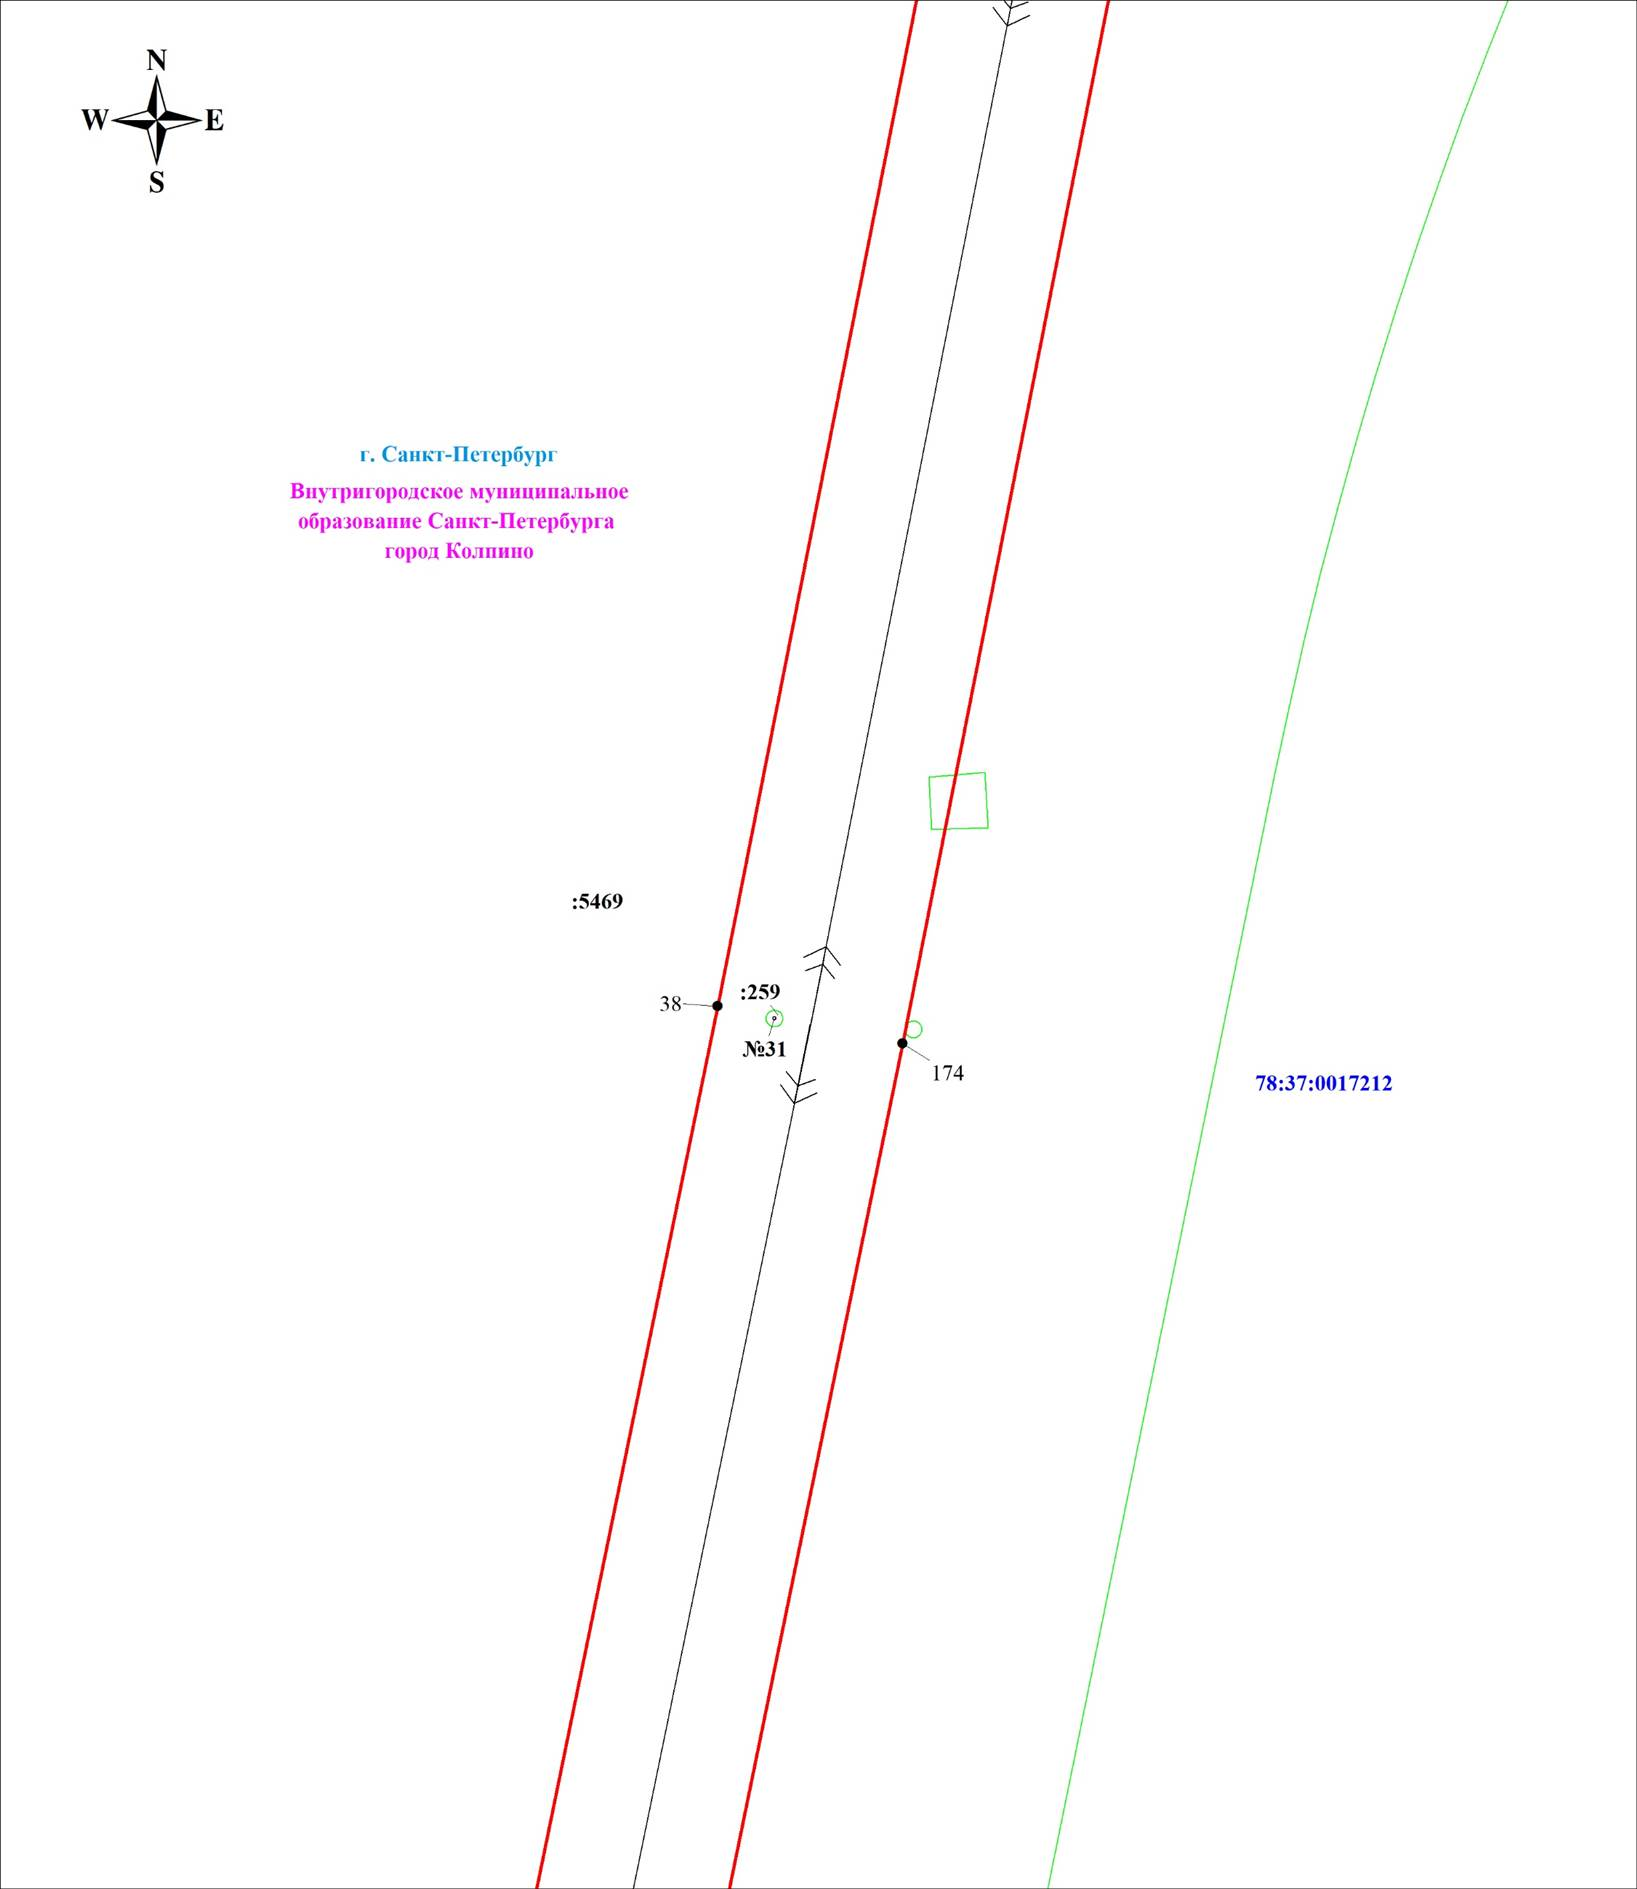 N
W E
S
г. Санкт-Петербург
Внутригородское муниципальное
образование Санкт-Петербурга
город Колпино
:5469
:259
38
№31
174
78:37:0017212